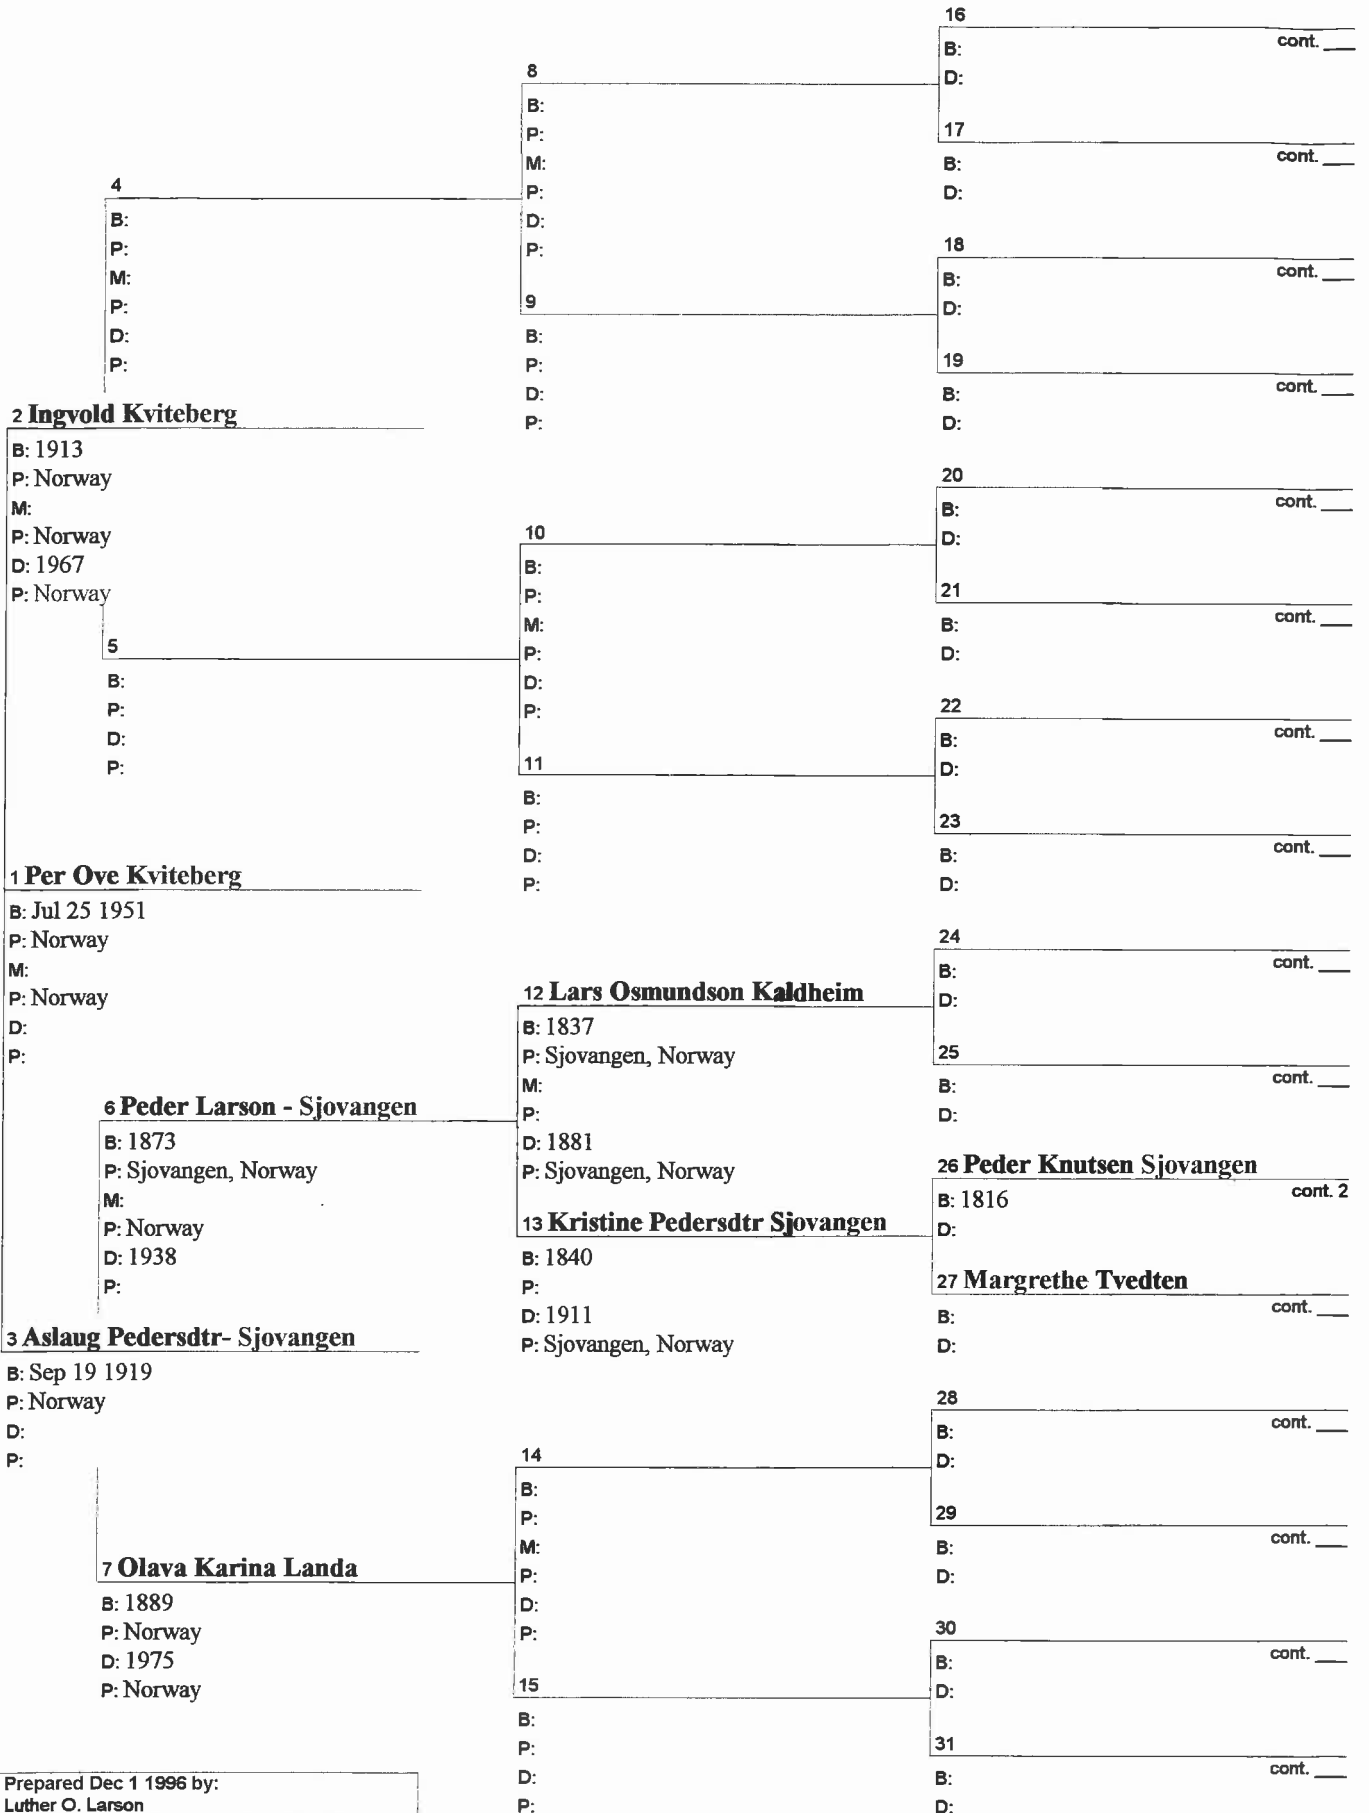 16
cont. ___
B:
D:
8
B:
P:
M:
P:
D:
P:
17
cont. ___
B:
D:
4
B:
P:
M:
P:
D:
P:
18
cont. ___
B:
D:
9
B:
P:
D:
P:
19
cont. ___
B:
D:
2 Ingvold Kviteberg
B: 1913
P: Norway
M:
P: Norway
D: 1967
P: Norway
20
cont. ___
B:
D:
10
B:
P:
M:
P:
D:
P:
21
cont. ___
B:
D:
5
B:
P:
D:
P:
22
cont. ___
B:
D:
11
B:
P:
D:
P:
23
cont. ___
B:
D:
1 Per Ove Kviteberg
B: Jul 25 1951
P: Norway
M:
P: Norway
D:
P:
24
cont. ___
B:
D:
12 Lars Osmundson Kaldheim
B: 1837
P: Sjovangen, Norway
M:
P:
D: 1881
P: Sjovangen, Norway
25
cont. ___
B:
D:
6 Peder Larson - Sjovangen
B: 1873
P: Sjovangen, Norway
M:
P: Norway
D: 1938
P:
26 Peder Knutsen Sjovangen
B: 1816 cont. 2
D:
13 Kristine Pedersdtr Sjovangen
B: 1840
P:
D: 1911
P: Sjovangen, Norway
27 Margrethe Tvedten
cont. ___
B:
D:
3 Aslaug Pedersdtr- Sjovangen
B: Sep 19 1919
P: Norway
D:
P:
28
cont. ___
B:
D:
14
B:
P:
M:
P:
D:
P:
29
cont. ___
B:
D:
7 Olava Karina Landa
B: 1889
P: Norway
D: 1975
P: Norway
30
cont. ___
B:
D:
15
B:
P:
D:
P:
31
cont. ___
B:
D:
Prepared Dec 1 1996 by:
Luther O. Larson